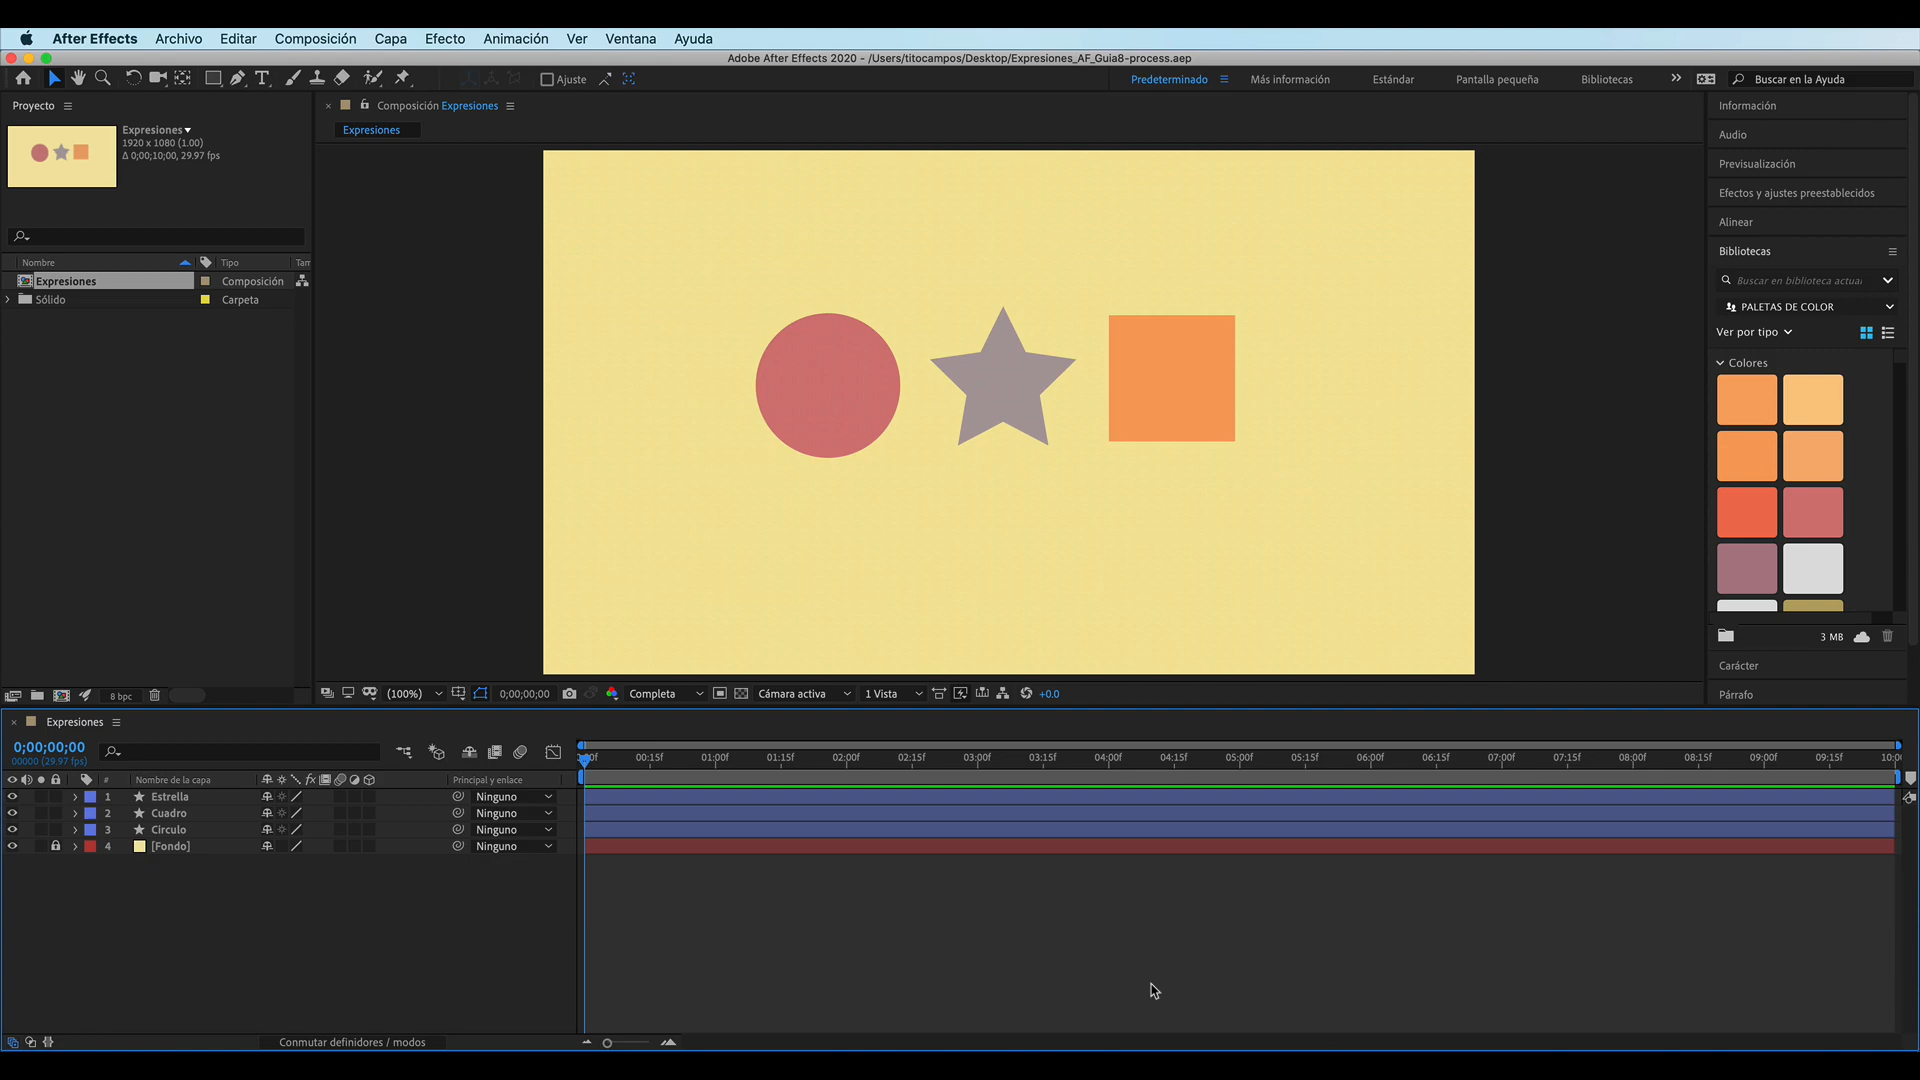 After Effects Archivo Editar Composición Capa Efecto Animación Ver Ventana Ayuda
Adobe After Effects 2020 - /Users/titocampos/Desktop/Expresiones_AF_Guia8-process.aep
Ajuste Predeterminado Más información Estándar Pantalla pequeña Bibliotecas Buscar en la Ayuda
Proyecto
Composición Expresiones
Expresiones
Expresiones
1920 x 1080 (1.00)
Δ 0;00;10;00, 29.97 fps
Nombre Tipo Tam
Expresiones Composición
Sólido Carpeta
8 bpc
(100%) 0;00;00;00 Completa Cámara activa 1 Vista +0.0
Información
Audio
Previsualización
Efectos y ajustes preestablecidos
Alinear
Bibliotecas
Buscar en biblioteca actual
PALETAS DE COLOR
Ver por tipo
Colores
3 MB
Carácter
Párrafo
Expresiones
0;00;00;00
00000 (29.97 fps)
:00f 00:15f 01:00f 01:15f 02:00f 02:15f 03:00f 03:15f 04:00f 04:15f 05:00f 05:15f 06:00f 06:15f 07:00f 07:15f 08:00f 08:15f 09:00f 09:15f 10:00
# Nombre de la capa fx Principal y enlace
1 Estrella Ninguno
2 Cuadro Ninguno
3 Circulo Ninguno
4 [Fondo] Ninguno
Conmutar definidores / modos